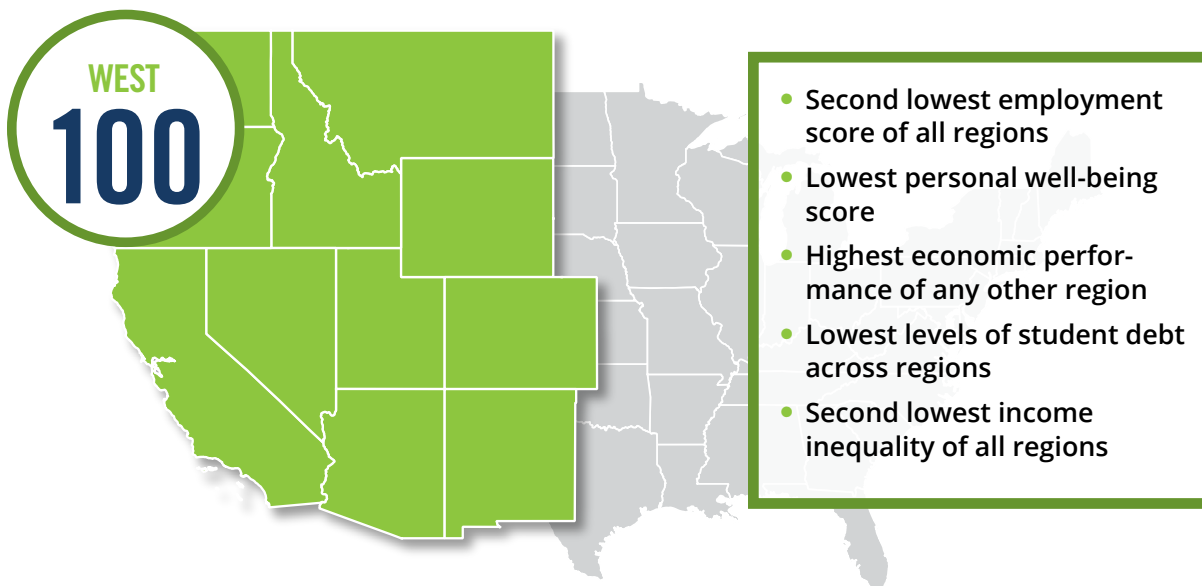 WEST
100
• Second lowest employment
score of all regions
• Lowest personal well-being
score
• Highest economic perfor-
mance of any other region
• Lowest levels of student debt
across regions
• Second lowest income
inequality of all regions